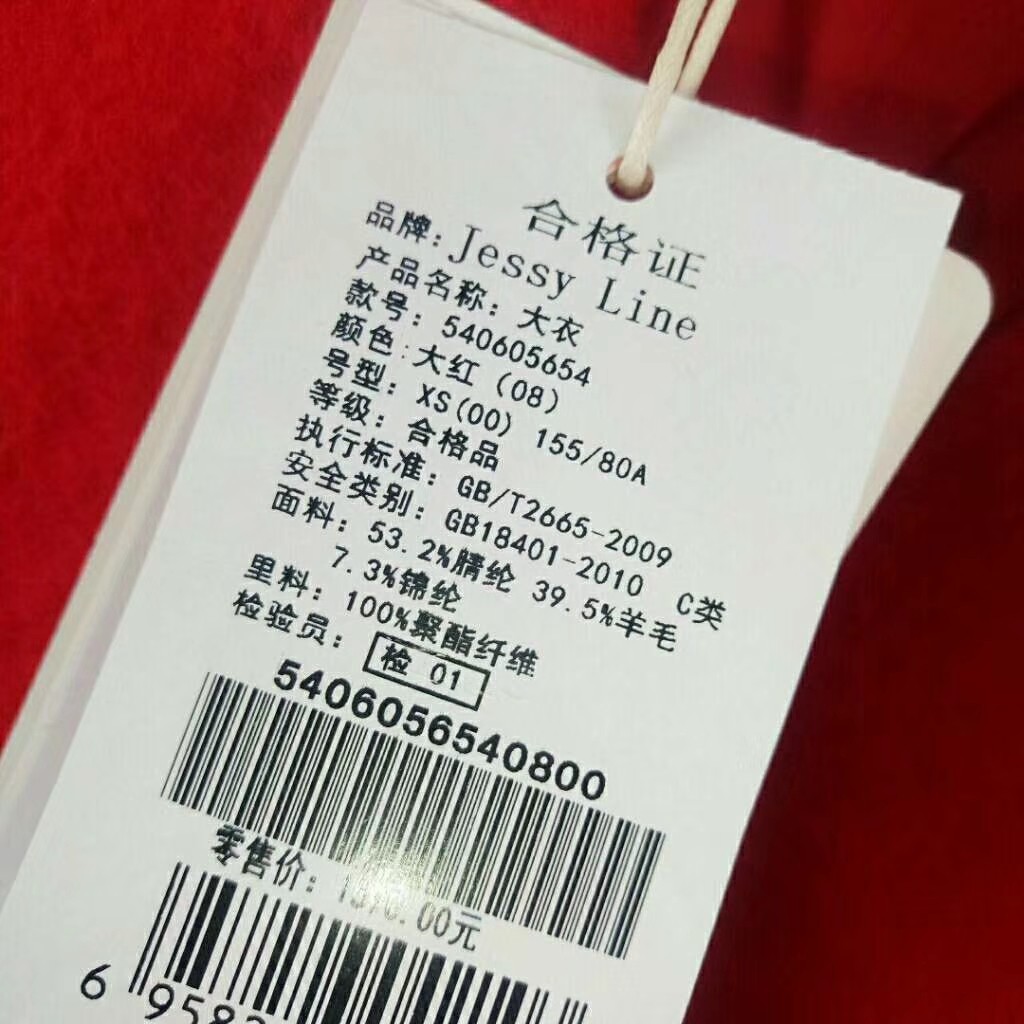 合格证
品牌: Jessy Line
产品名称: 大衣
款号: 540605654
颜色: 大红 (08)
号型: XS(00) 155/80A
等级: 合格品
执行标准: GB/T2665-2009
安全类别: GB18401-2010 C类
面料: 53.2%腈纶 39.5%羊毛
7.3%锦纶
里料: 100%聚酯纤维
检验员: 检 01
5406056540800
零售价: .00元
6 958